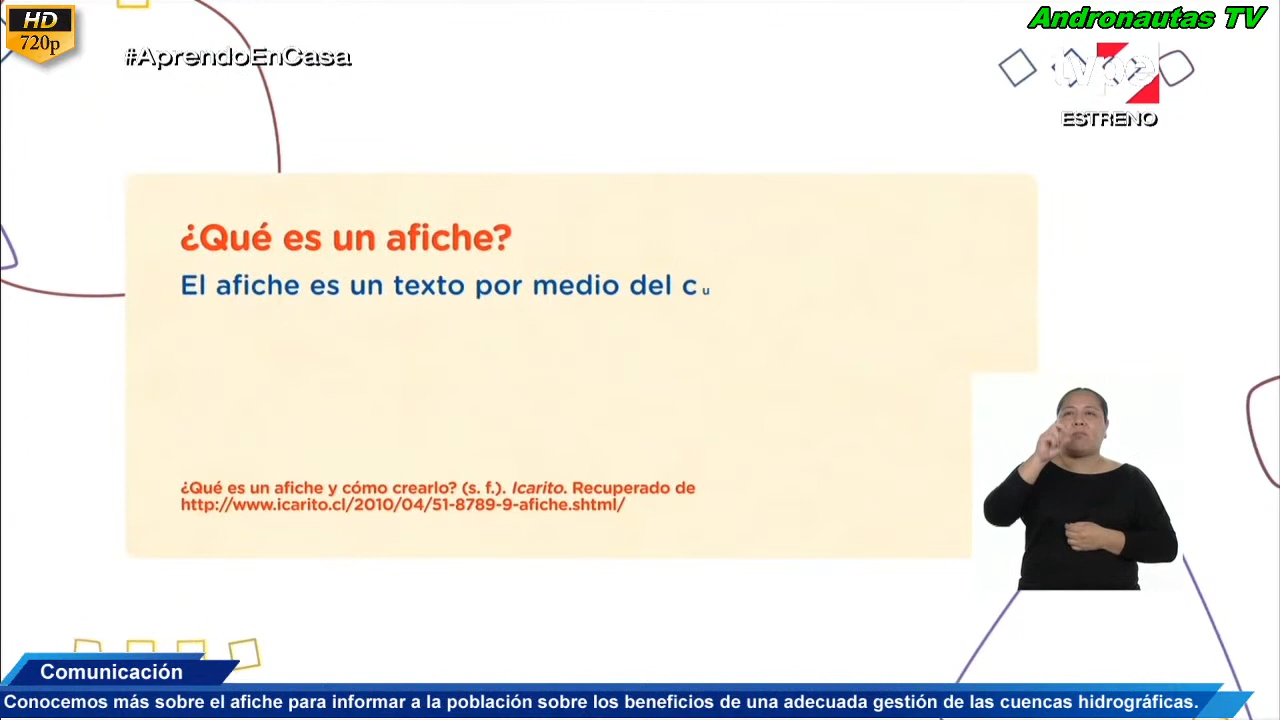 HD
720p
Andronautas TV
#AprendoEnCasa
tvpe
ESTRENO
¿Qué es un afiche?
El afiche es un texto por medio del cu
¿Qué es un afiche y cómo crearlo? (s. f.). Icarito. Recuperado de
http://www.icarito.cl/2010/04/51-8789-9-afiche.shtml/
Comunicación
Conocemos más sobre el afiche para informar a la población sobre los beneficios de una adecuada gestión de las cuencas hidrográficas.